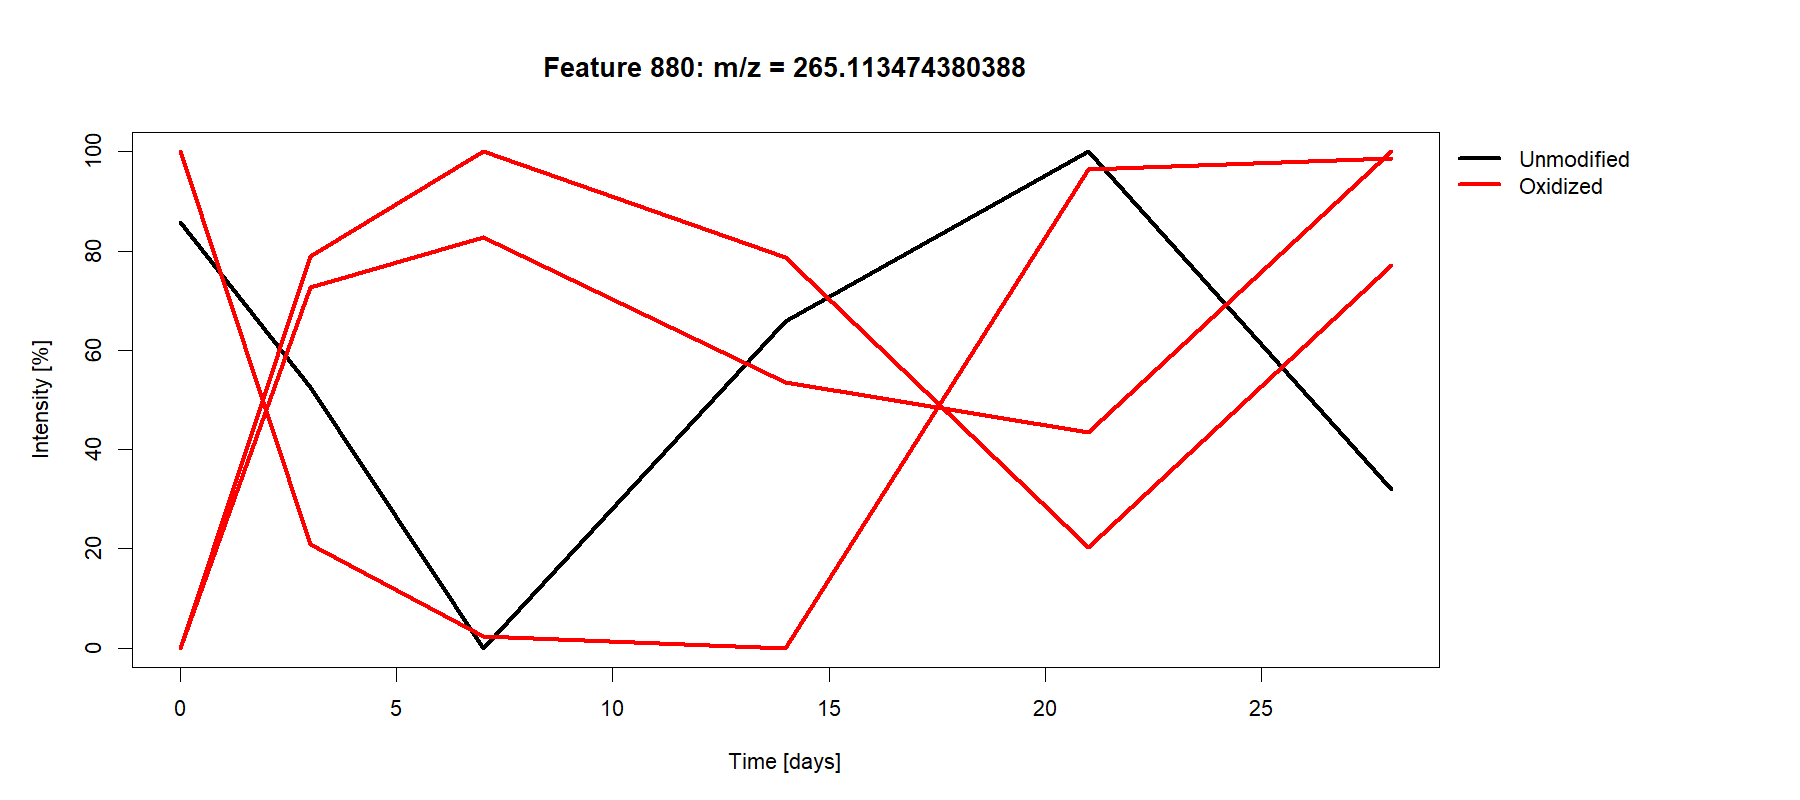 Feature 880: m/z = 265.113474380388
Unmodified
Oxidized
Intensity [%]
100
80
60
40
20
0
0 5 10 15 20 25
Time [days]